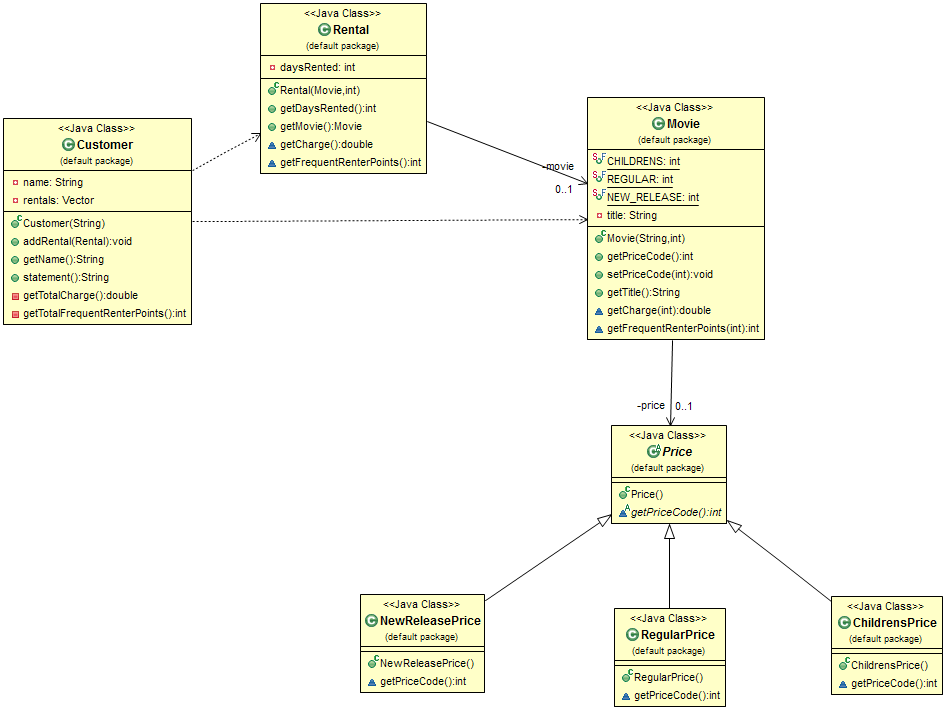 <<Java Class>>
Rental
(default package)
daysRented: int
Rental(Movie,int)
getDaysRented():int
getMovie():Movie
getCharge():double
getFrequentRenterPoints():int
<<Java Class>>
Customer
(default package)
name: String
rentals: Vector
Customer(String)
addRental(Rental):void
getName():String
statement():String
getTotalCharge():double
getTotalFrequentRenterPoints():int
-movie
0..1
<<Java Class>>
Movie
(default package)
CHILDRENS: int
REGULAR: int
NEW_RELEASE: int
title: String
Movie(String,int)
getPriceCode():int
setPriceCode(int):void
getTitle():String
getCharge(int):double
getFrequentRenterPoints(int):int
-price 0..1
<<Java Class>>
Price
(default package)
Price()
getPriceCode():int
<<Java Class>>
NewReleasePrice
(default package)
NewReleasePrice()
getPriceCode():int
<<Java Class>>
RegularPrice
(default package)
RegularPrice()
getPriceCode():int
<<Java Class>>
ChildrensPrice
(default package)
ChildrensPrice()
getPriceCode():int